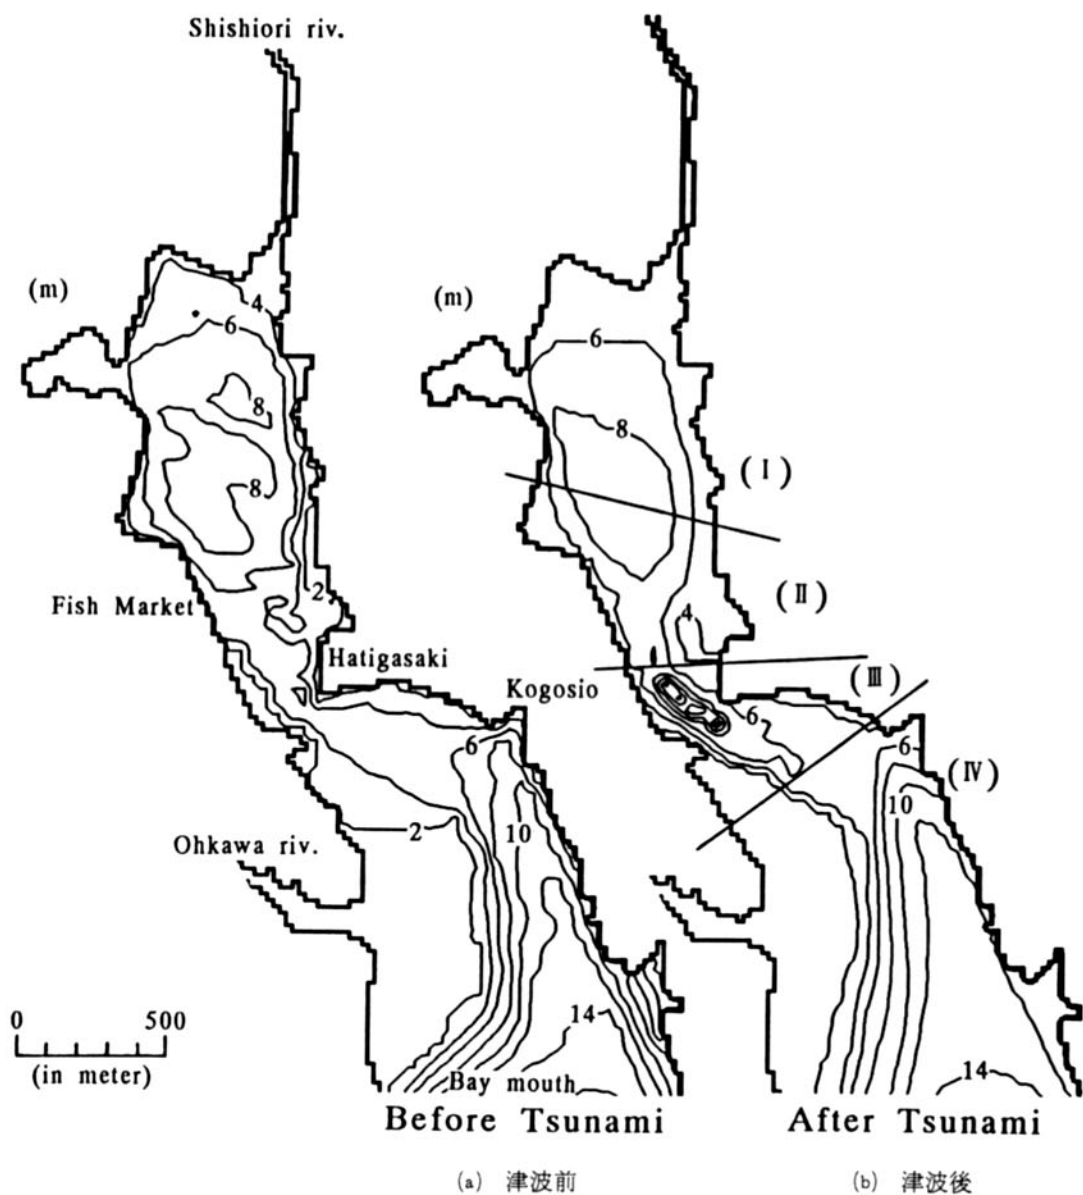 Shishiori riv.
(m)
(m)
4
6
6
8
8
8
(I)
2
(II)
4
Fish Market
Hatigasaki
Kogosio
(III)
6
6
6
(IV)
10
10
2
Ohkawa riv.
0 500
(in meter)
14
14
Bay mouth
Before Tsunami
After Tsunami
(a) 津波前
(b) 津波後